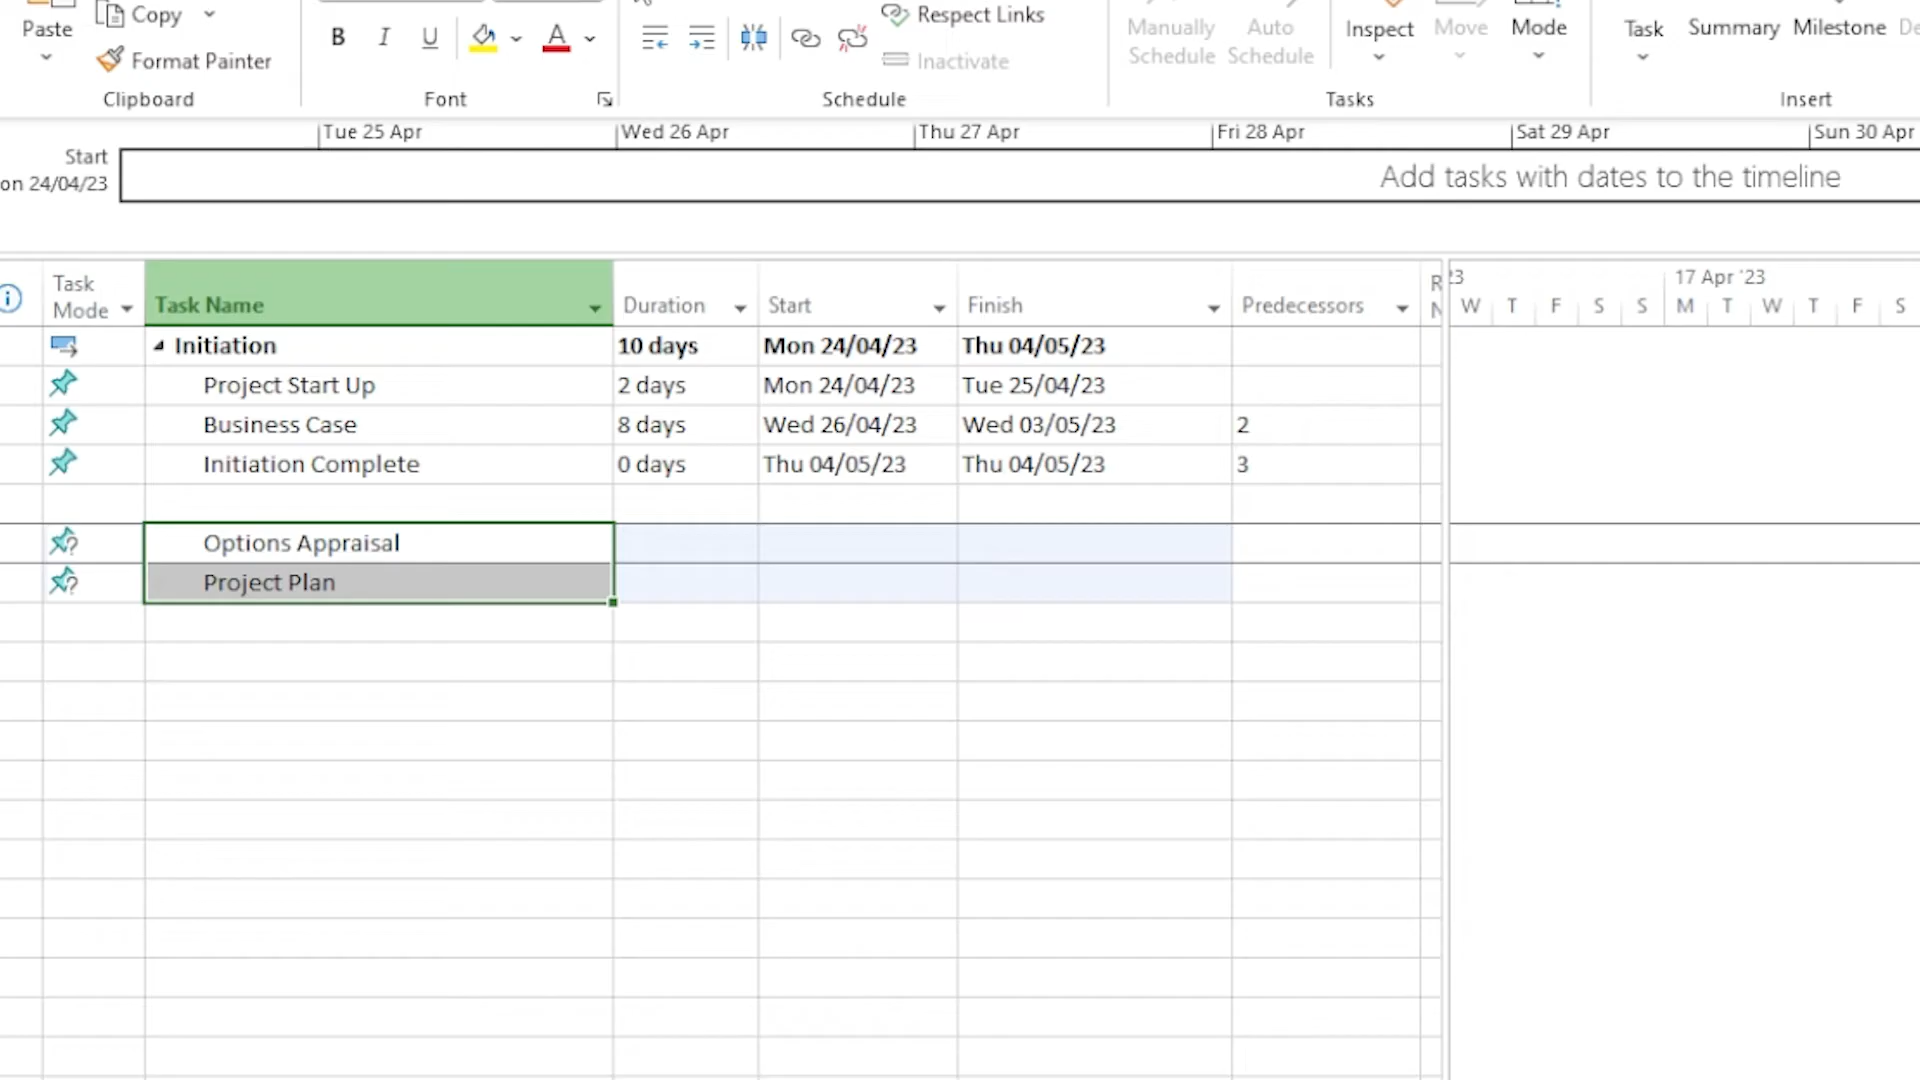 Paste
Copy
Format Painter
Clipboard
B I U A
Font
Respect Links
Inactivate
Schedule
Manually Schedule
Auto Schedule
Inspect
Move
Mode
Tasks
Task
Summary
Milestone
Insert
Tue 25 Apr Wed 26 Apr Thu 27 Apr Fri 28 Apr Sat 29 Apr Sun 30 Apr
Start
on 24/04/23
Add tasks with dates to the timeline
Task Mode
Task Name Duration Start Finish Predecessors
17 Apr '23
W T F S S M T W T F S
Initiation 10 days Mon 24/04/23 Thu 04/05/23
Project Start Up 2 days Mon 24/04/23 Tue 25/04/23
Business Case 8 days Wed 26/04/23 Wed 03/05/23 2
Initiation Complete 0 days Thu 04/05/23 Thu 04/05/23 3
Options Appraisal
Project Plan